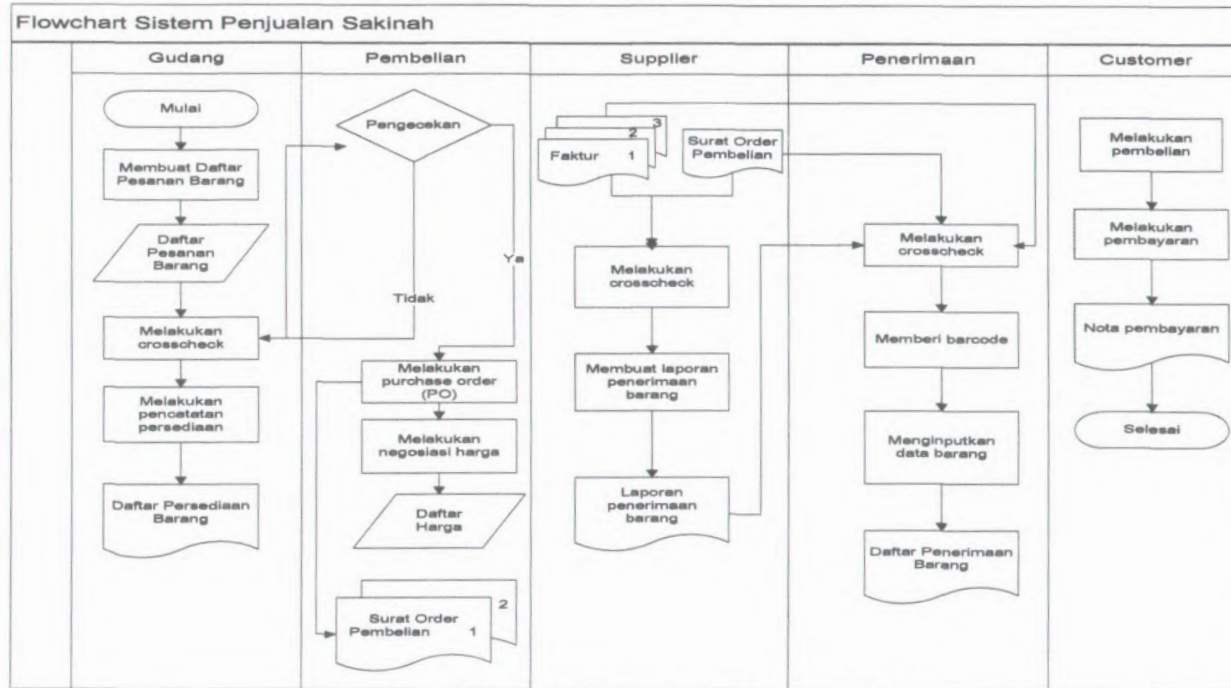 Flowchart Sistem Penjualan Sakinah
Gudang
Pembelian
Supplier
Penerimaan
Customer
Mulai
Membuat Daftar
Pesanan Barang
Daftar
Pesanan
Barang
Melakukan
crosscheck
Melakukan
pencatatan
persediaan
Daftar Persediaan
Barang
Pengecekan
Ya
Tidak
Melakukan
purchase order
(PO)
Melakukan
negosiasi harga
Daftar
Harga
2
Surat Order
Pembelian 1
3
2
Faktur 1
Surat Order
Pembelian
Melakukan
crosscheck
Membuat laporan
penerimaan
barang
Laporan
penerimaan
barang
Melakukan
crosscheck
Memberi barcode
Menginputkan
data barang
Daftar Penerimaan
Barang
Melakukan
pembelian
Melakukan
pembayaran
Nota pembayaran
Selesai